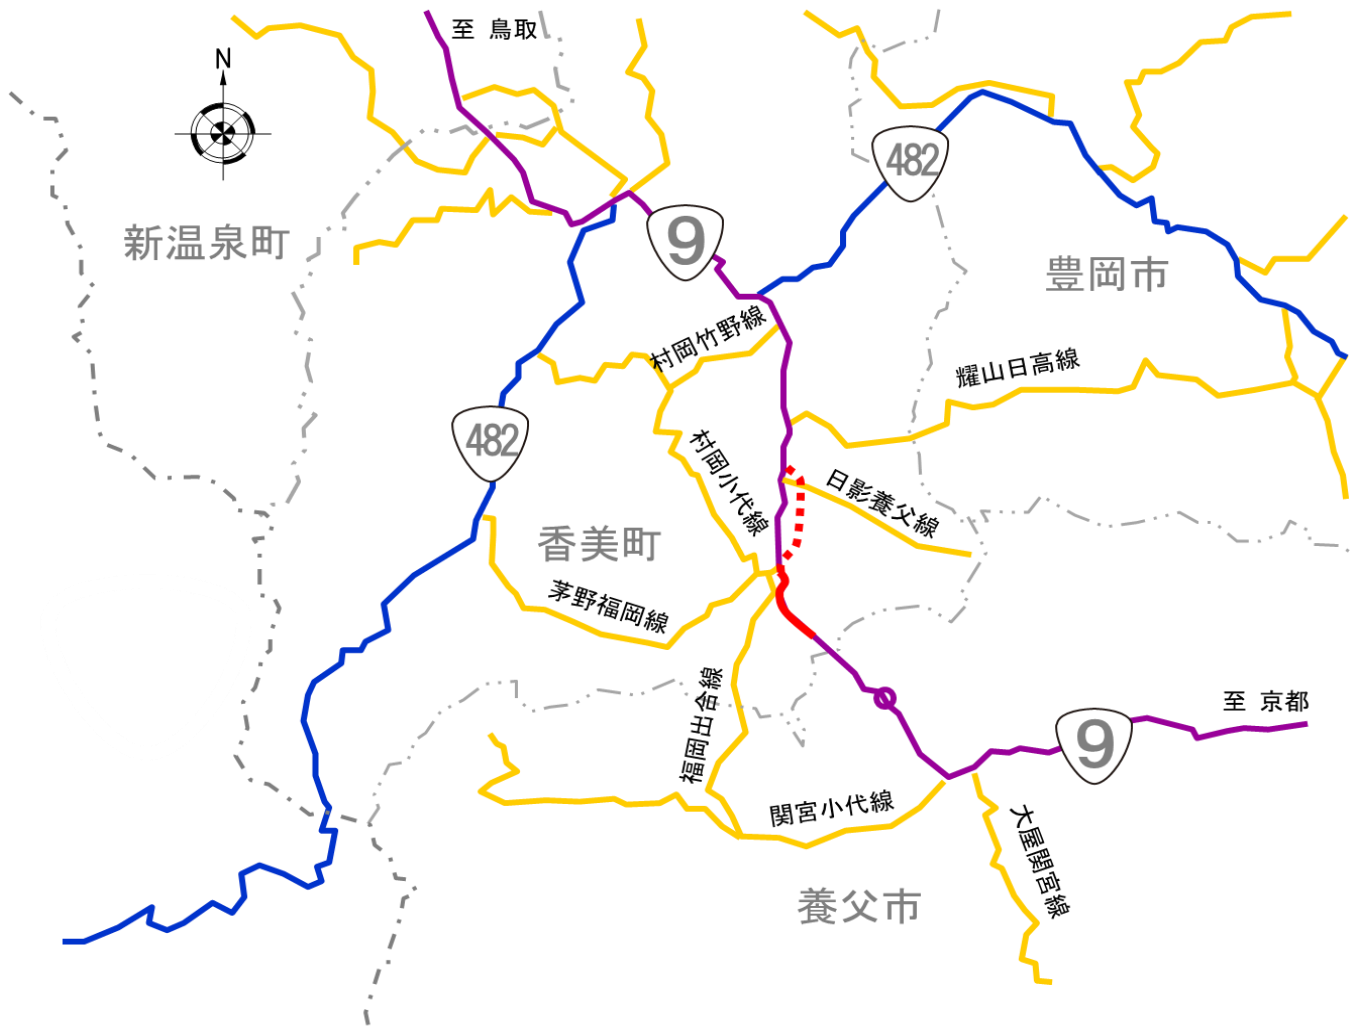 至 鳥取
N
482
新温泉町
9
豊岡市
村岡竹野線
耀山日高線
482
村岡小代線
日影養父線
香美町
茅野福岡線
福岡出合線
至 京都
9
関宮小代線
大屋関宮線
養父市